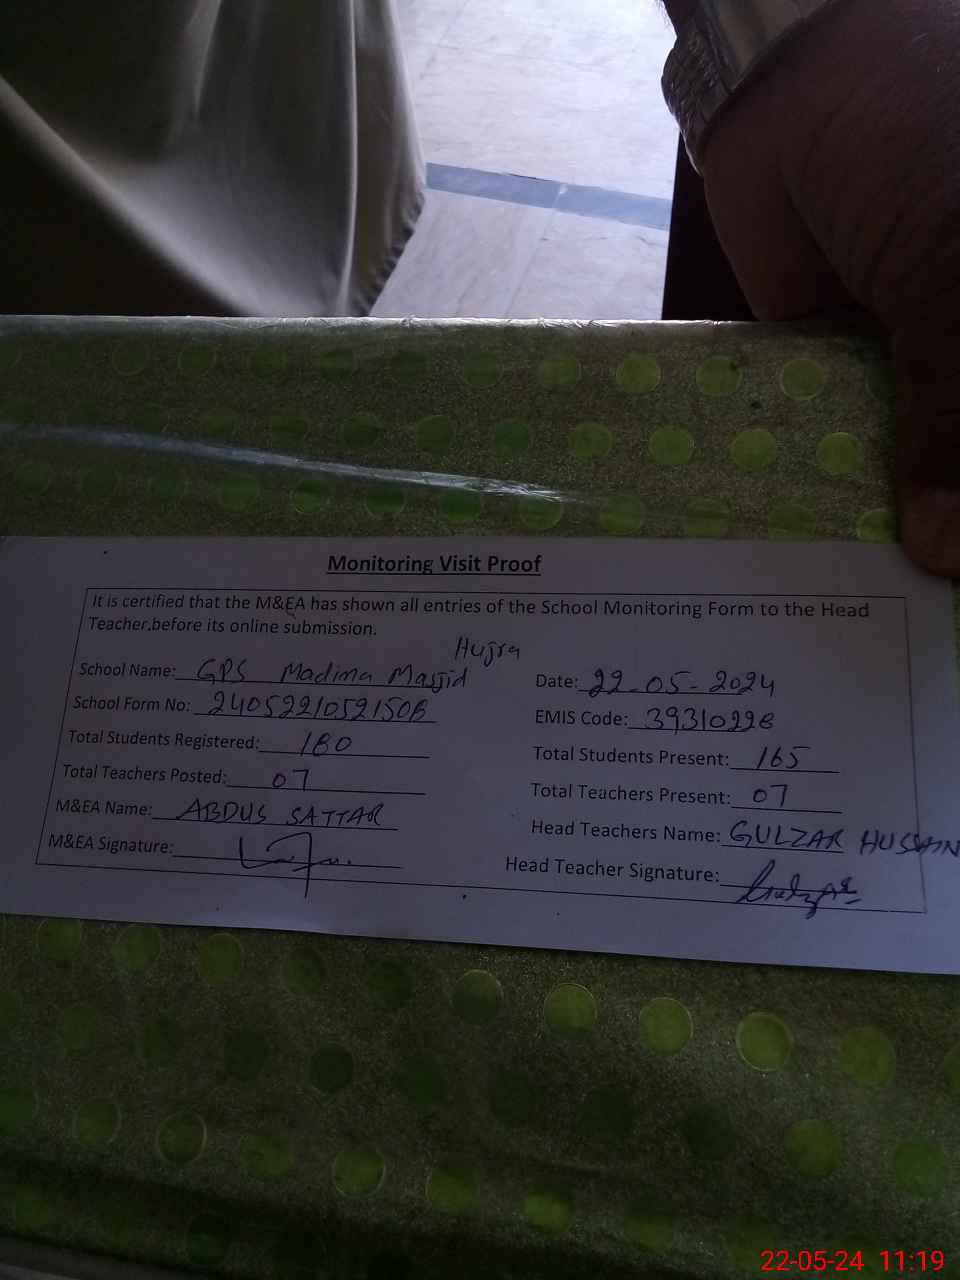 Monitoring Visit Proof
It is certified that the M&EA has shown all entries of the School Monitoring Form to the Head
Teacher.before its online submission.
Hujra
School Name: GPS Madina Masjid
Date: 22-05-2024
School Form No: 24052210521508
EMIS Code: 39310228
Total Students Registered: 180
Total Students Present: 165
Total Teachers Posted: 07
Total Teachers Present: 07
M&EA Name: ABDUS SATTAR
Head Teachers Name: GULZAR HUSSAIN
M&EA Signature:
Head Teacher Signature:
22-05-24 11:19